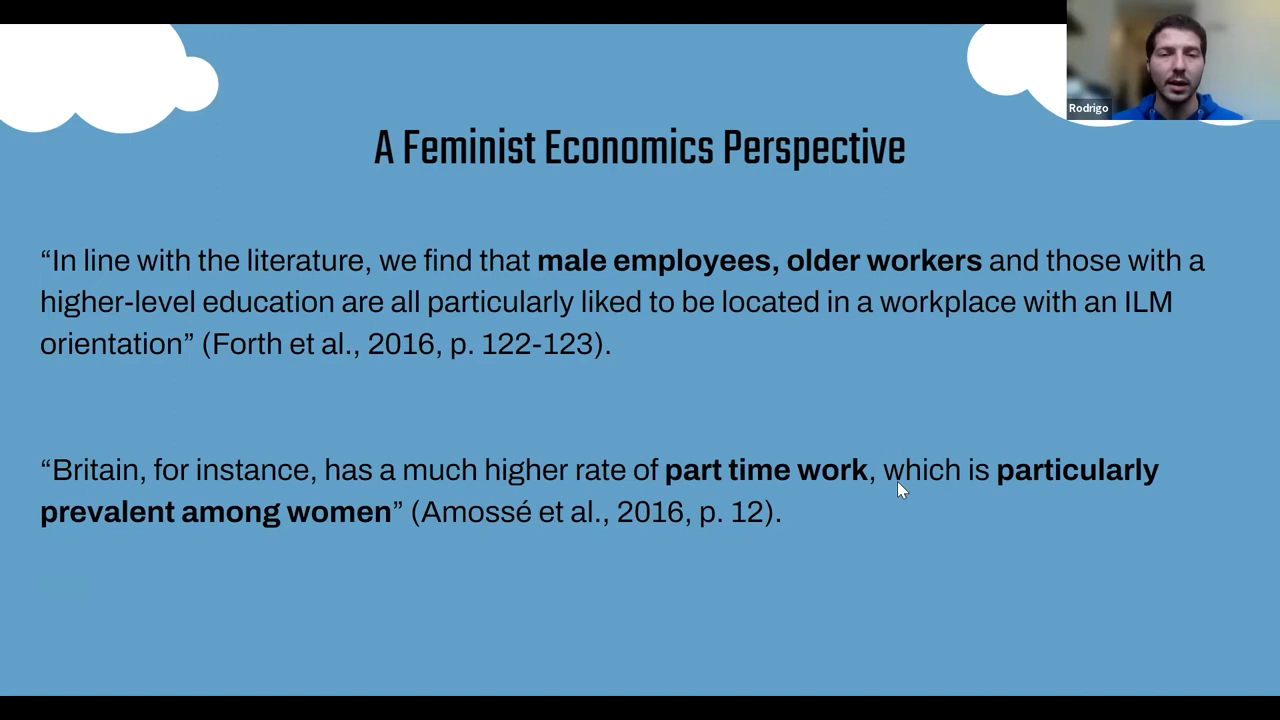 Rodrigo
A Feminist Economics Perspective
“In line with the literature, we find that male employees, older workers and those with a
higher-level education are all particularly liked to be located in a workplace with an ILM
orientation” (Forth et al., 2016, p. 122-123).
“Britain, for instance, has a much higher rate of part time work, which is particularly
prevalent among women” (Amossé et al., 2016, p. 12).